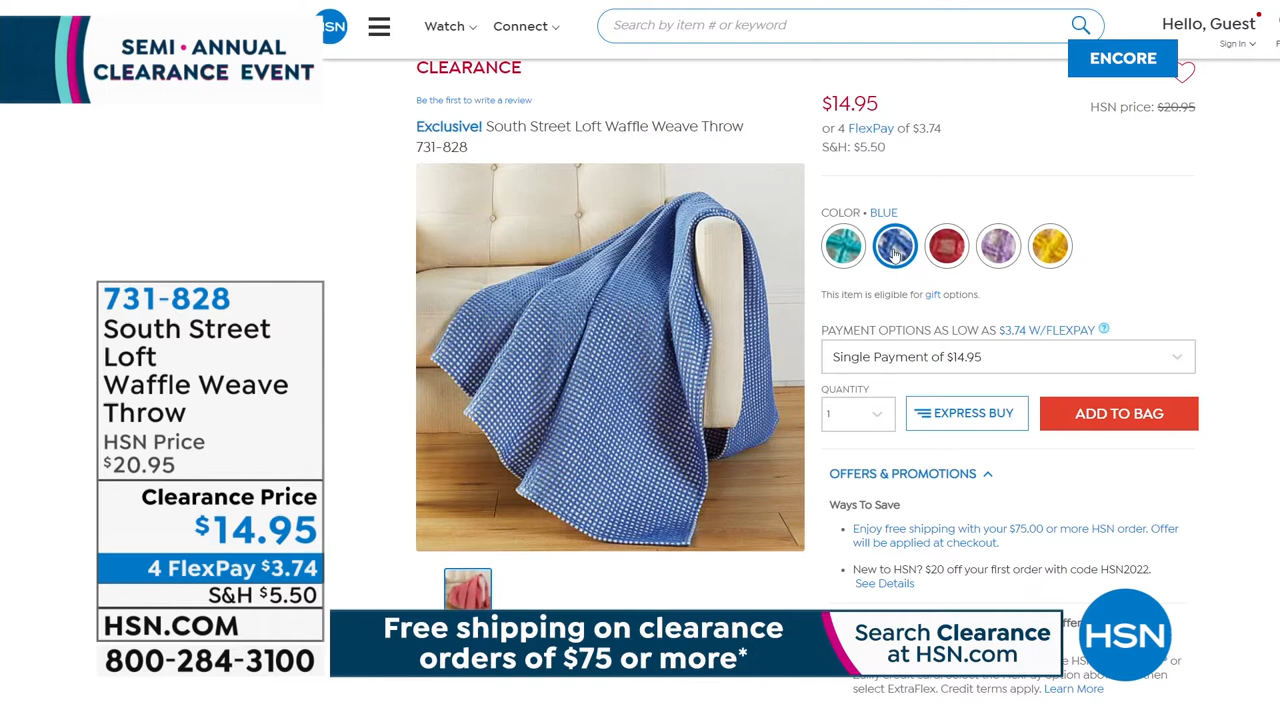 SEMI • ANNUAL
CLEARANCE EVENT
HSN
Watch
Connect
Search by item # or keyword
Hello, Guest
Sign In
F
ENCORE
CLEARANCE
Be the first to write a review
Exclusive! South Street Loft Waffle Weave Throw
731-828
$14.95
HSN price: $20.95
or 4 FlexPay of $3.74
S&H: $5.50
COLOR • BLUE
This item is eligible for gift options.
PAYMENT OPTIONS AS LOW AS $3.74 W/FLEXPAY ?
Single Payment of $14.95
QUANTITY
1
EXPRESS BUY
ADD TO BAG
OFFERS & PROMOTIONS
Ways To Save
• Enjoy free shipping with your $75.00 or more HSN order. Offer
will be applied at checkout.
• New to HSN? $20 off your first order with code HSN2022.
See Details
select ExtraFlex. Credit terms apply. Learn More
731-828
South Street
Loft
Waffle Weave
Throw
HSN Price
$20.95
Clearance Price
$14.95
4 FlexPay $3.74
S&H $5.50
HSN.COM
800-284-3100
Free shipping on clearance
orders of $75 or more*
Search Clearance
at HSN.com
HSN